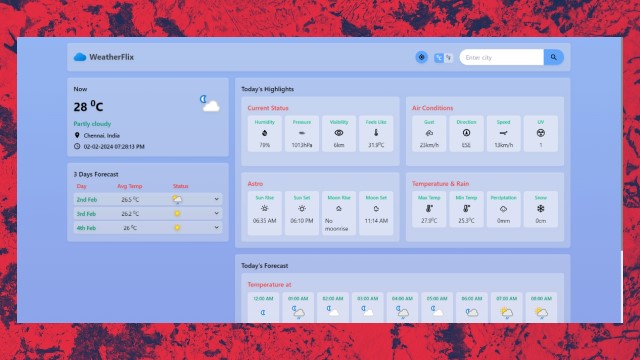 WeatherFlix
°C
°F
Enter city
Now
28 °C
Partly cloudy
Chennai, India
02-02-2024 07:28:13 PM
3 Days Forecast
Day Avg Temp Status
2nd Feb 26.5 °C
3rd Feb 26.2 °C
4th Feb 26 °C
Today's Highlights
Current Status
Humidity Pressure Visibility Feels Like
79% 1013hPa 6km
Air Conditions
Gust Direction Speed UV
22km/h ESE 13km/h 1
Astro
Sun Rise Sun Set Moon Rise Moon Set
06:35 AM 06:10 PM No moonrise 11:14 AM
Temperature & Rain
Max Temp Min Temp Percipitation Snow
27.9°C 25.3°C 0mm 0cm
Today's Forecast
Temperature at
12:00 AM 01:00 AM 02:00 AM 03:00 AM 04:00 AM 05:00 AM 06:00 AM 07:00 AM 08:00 AM